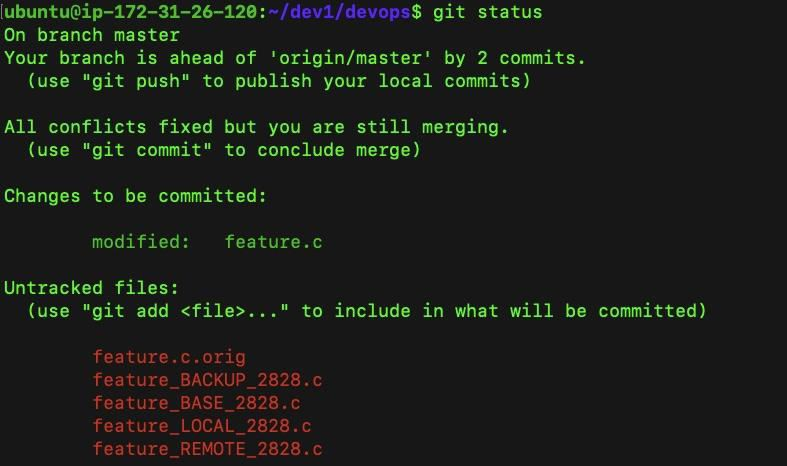 [ubuntu@ip-172-31-26-120:~/dev1/devops$ git status
On branch master
Your branch is ahead of 'origin/master' by 2 commits.
(use "git push" to publish your local commits)
All conflicts fixed but you are still merging.
(use "git commit" to conclude merge)
Changes to be committed:
modified:   feature.c
Untracked files:
(use "git add <file>..." to include in what will be committed)
feature.c.orig
feature_BACKUP_2828.c
feature_BASE_2828.c
feature_LOCAL_2828.c
feature_REMOTE_2828.c